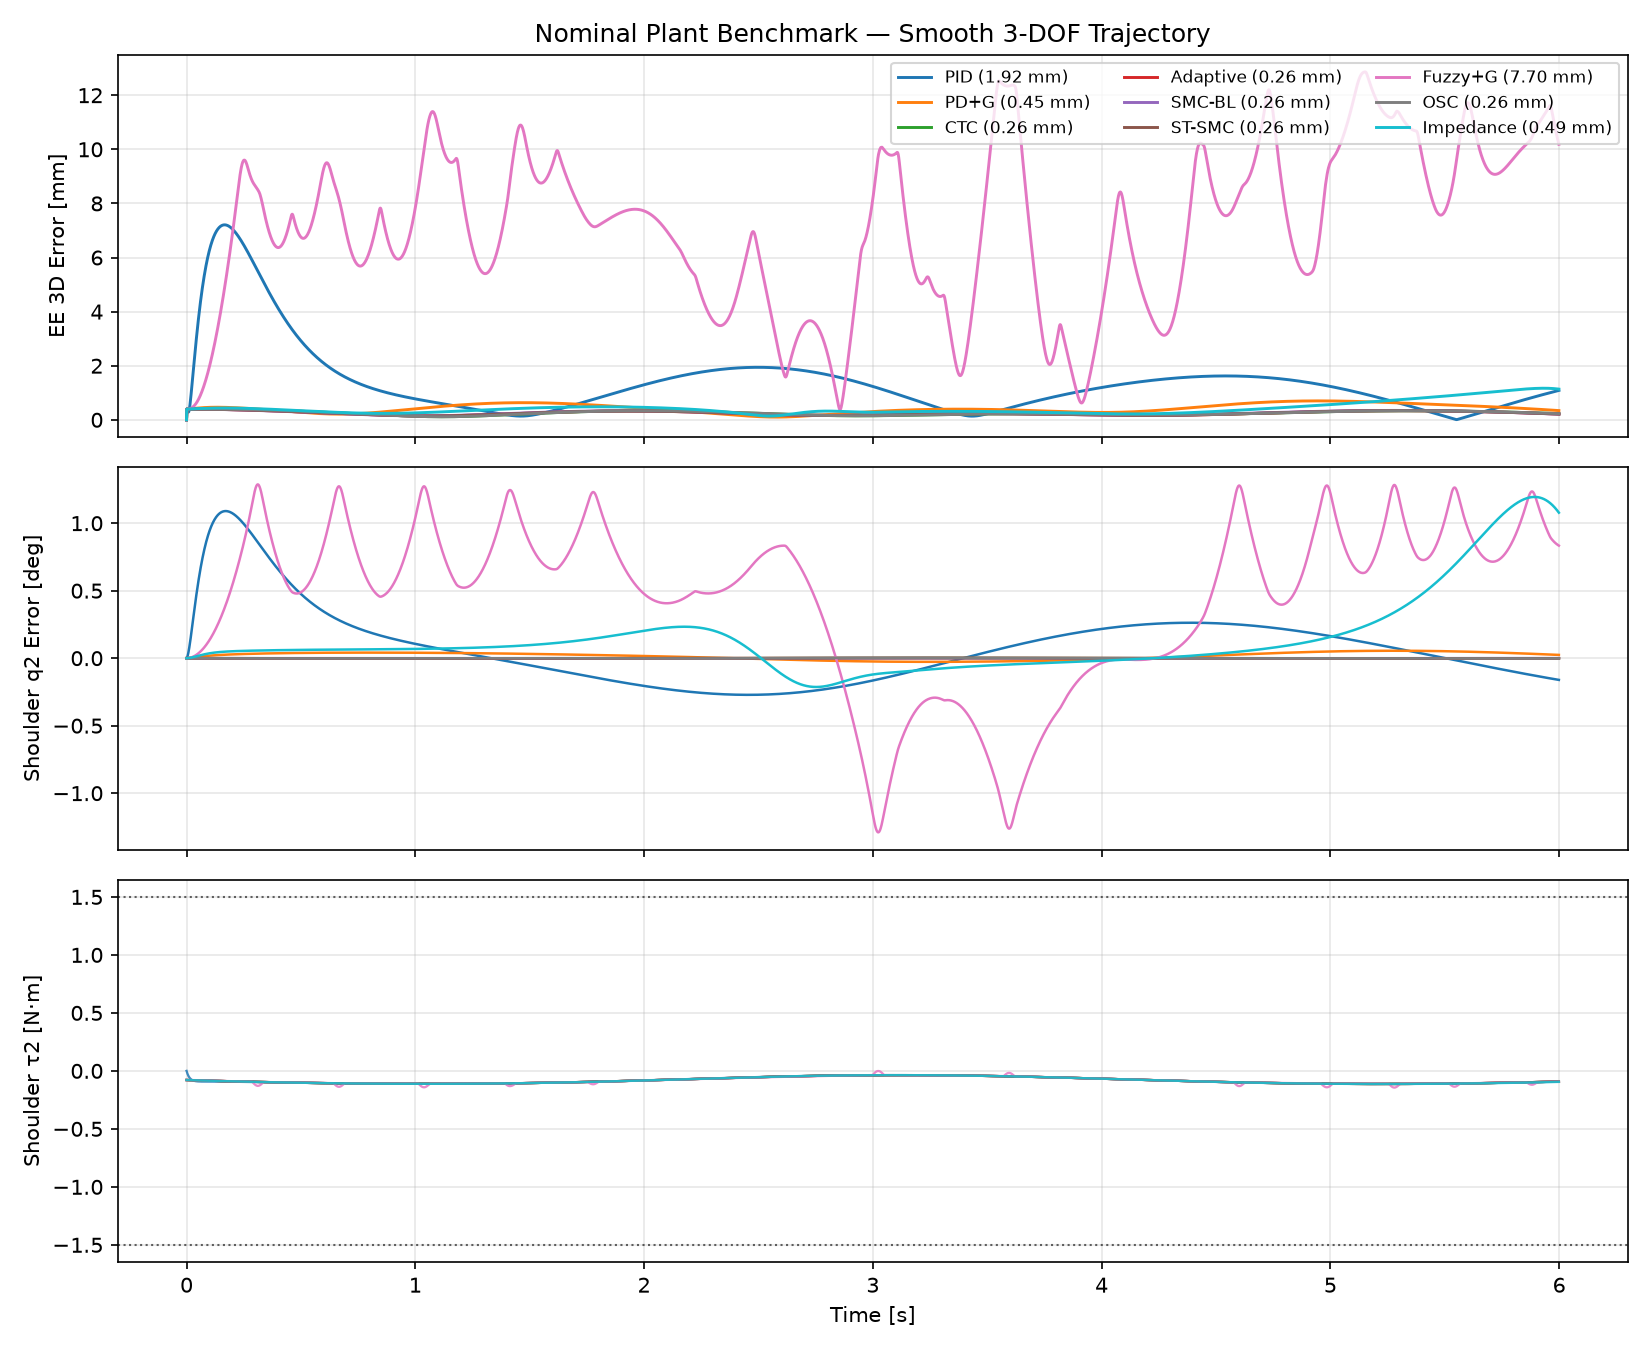 Nominal Plant Benchmark — Smooth 3-DOF Trajectory
PID (1.92 mm)
PD+G (0.45 mm)
CTC (0.26 mm)
Adaptive (0.26 mm)
SMC-BL (0.26 mm)
ST-SMC (0.26 mm)
Fuzzy+G (7.70 mm)
OSC (0.26 mm)
Impedance (0.49 mm)
EE 3D Error [mm]
12
10
8
6
4
2
0
Shoulder q2 Error [deg]
1.0
0.5
0.0
−0.5
−1.0
Shoulder τ2 [N·m]
1.5
1.0
0.5
0.0
−0.5
−1.0
−1.5
0 1 2 3 4 5 6
Time [s]